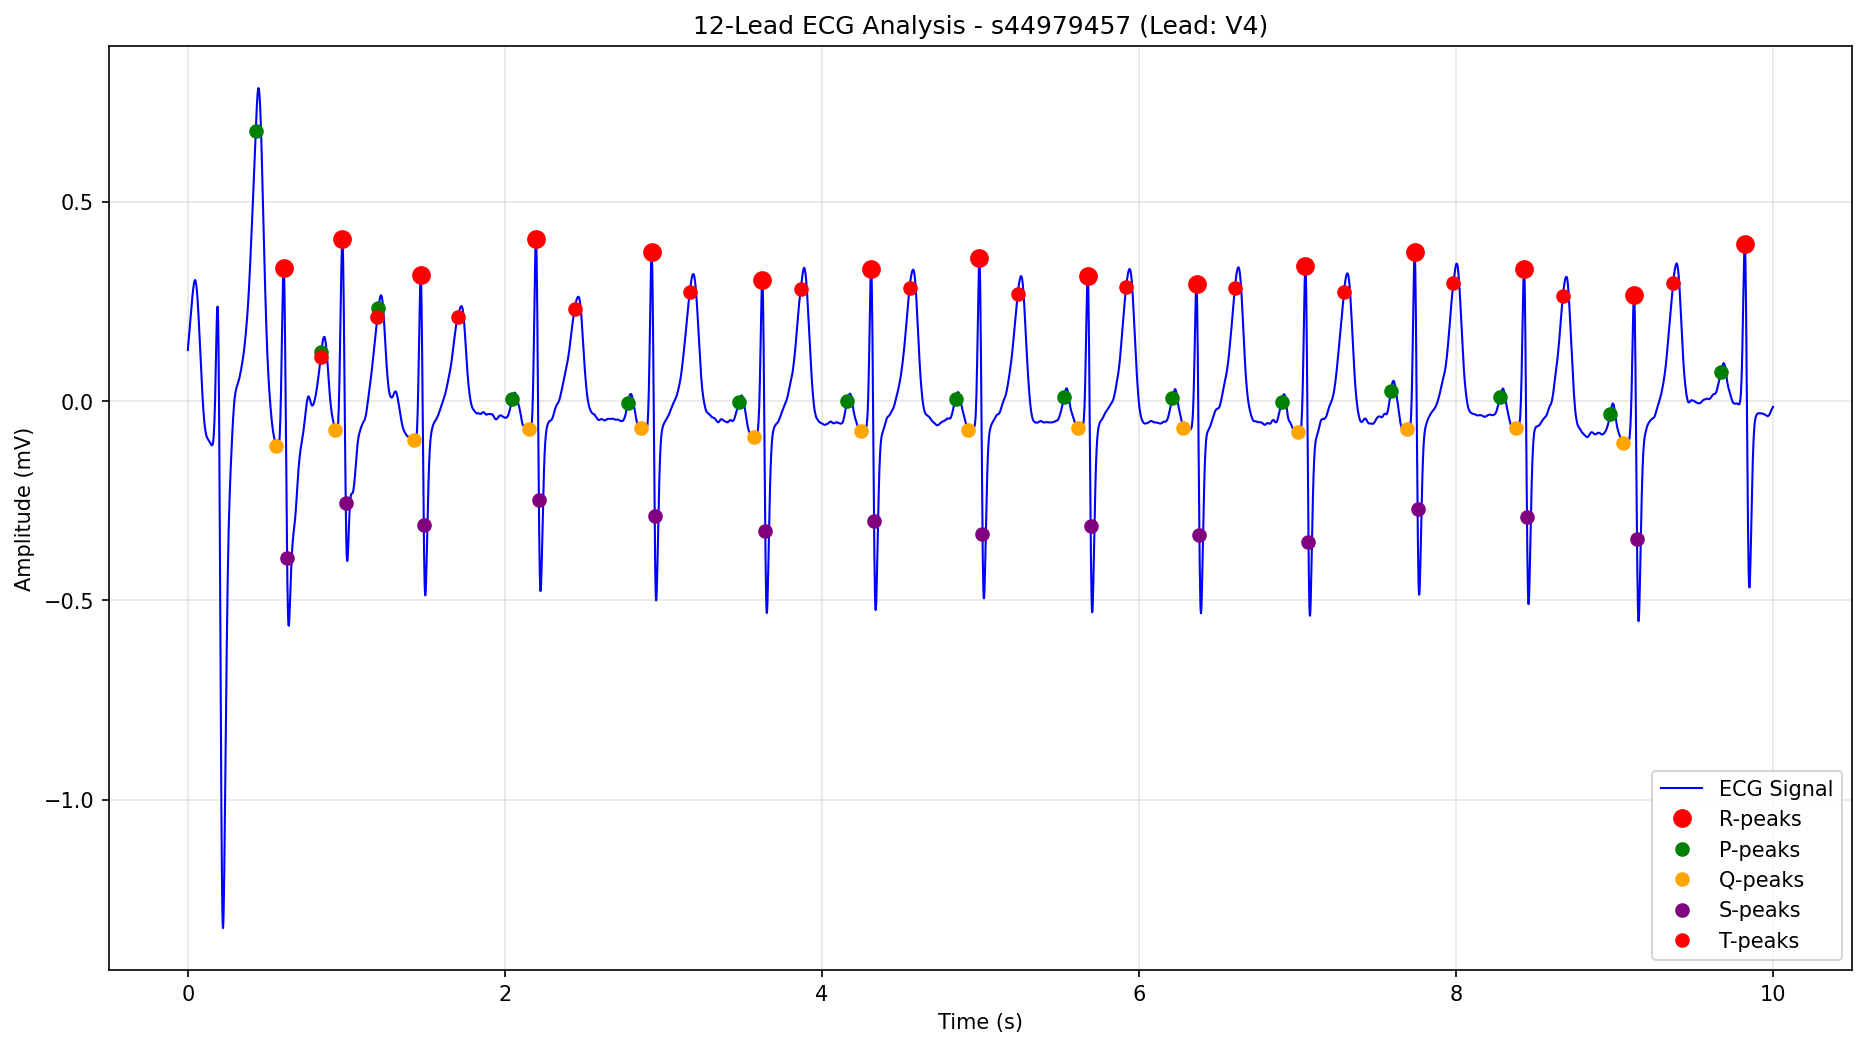 12-Lead ECG Analysis - s44979457 (Lead: V4)
Amplitude (mV)
0.5
0.0
−0.5
−1.0
0
2
4
6
8
10
Time (s)
ECG Signal
R-peaks
P-peaks
Q-peaks
S-peaks
T-peaks